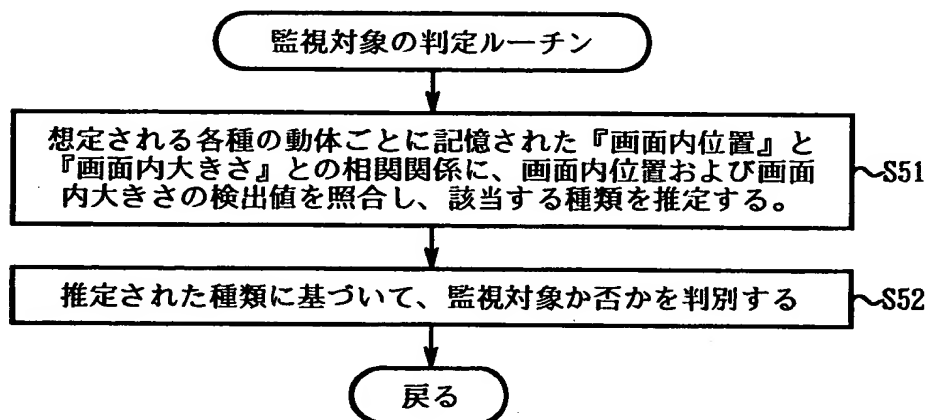 監視対象の判定ルーチン
想定される各種の動体ごとに記憶された『画面内位置』と
『画面内大きさ』との相関関係に、画面内位置および画面
内大きさの検出値を照合し、該当する種類を推定する。
S51
推定された種類に基づいて、監視対象か否かを判別する
S52
戻る